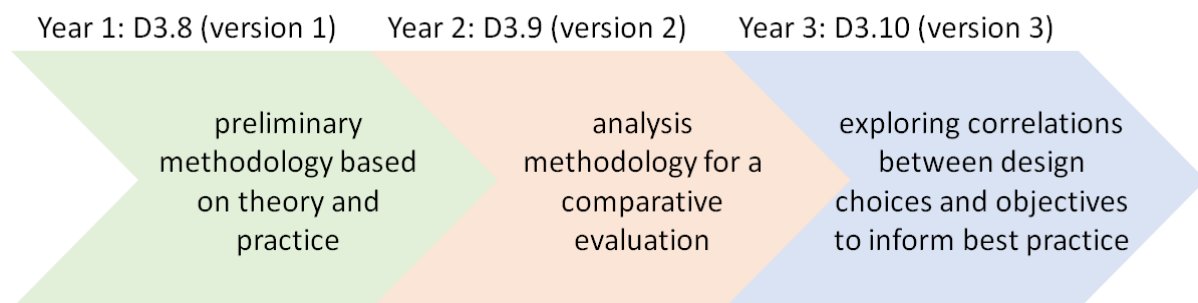 Year 1: D3.8 (version 1)
Year 2: D3.9 (version 2)
Year 3: D3.10 (version 3)
preliminary
methodology based
on theory and
practice
analysis
methodology for a
comparative
evaluation
exploring correlations
between design
choices and objectives
to inform best practice